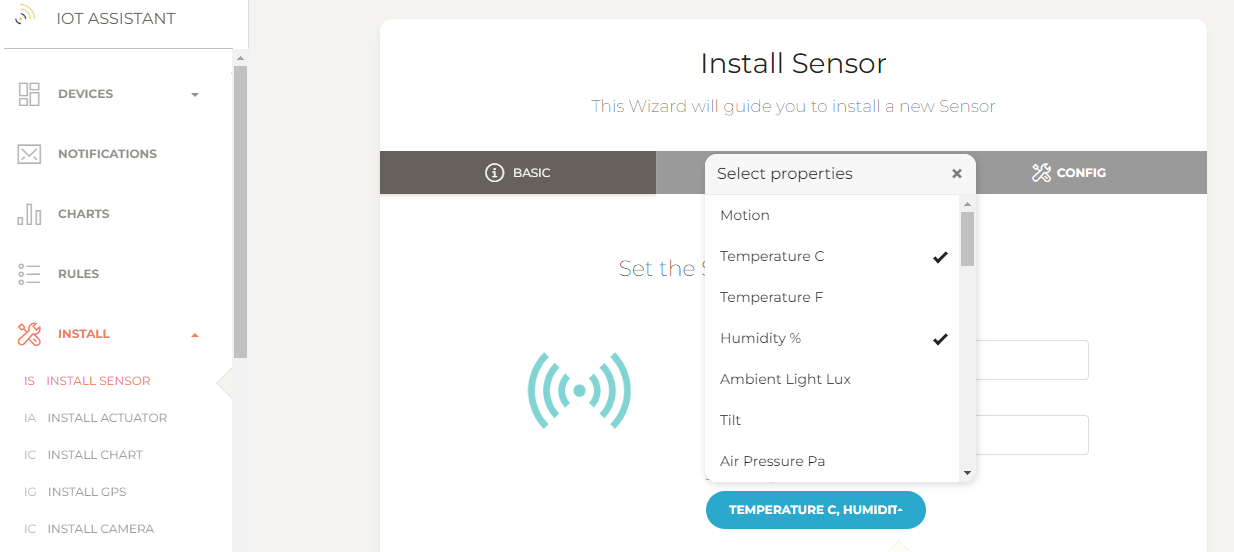 IOT ASSISTANT
DEVICES
NOTIFICATIONS
CHARTS
RULES
INSTALL
IS INSTALL SENSOR
IA INSTALL ACTUATOR
IC INSTALL CHART
IG INSTALL GPS
IC INSTALL CAMERA
Install Sensor
This Wizard will guide you to install a new Sensor
BASIC
CONFIG
Set the
Select properties
Motion
Temperature C
Temperature F
Humidity %
Ambient Light Lux
Tilt
Air Pressure Pa
TEMPERATURE C, HUMIDIT